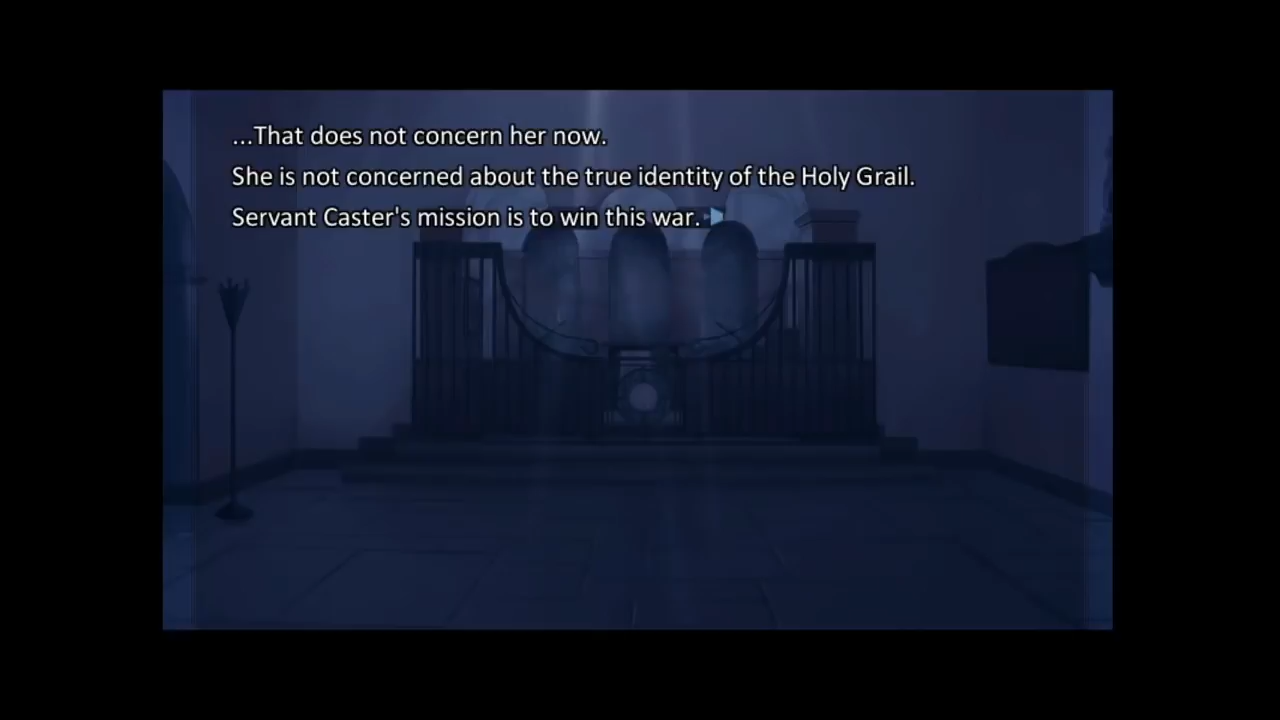 ...That does not concern her now.
She is not concerned about the true identity of the Holy Grail.
Servant Caster's mission is to win this war.